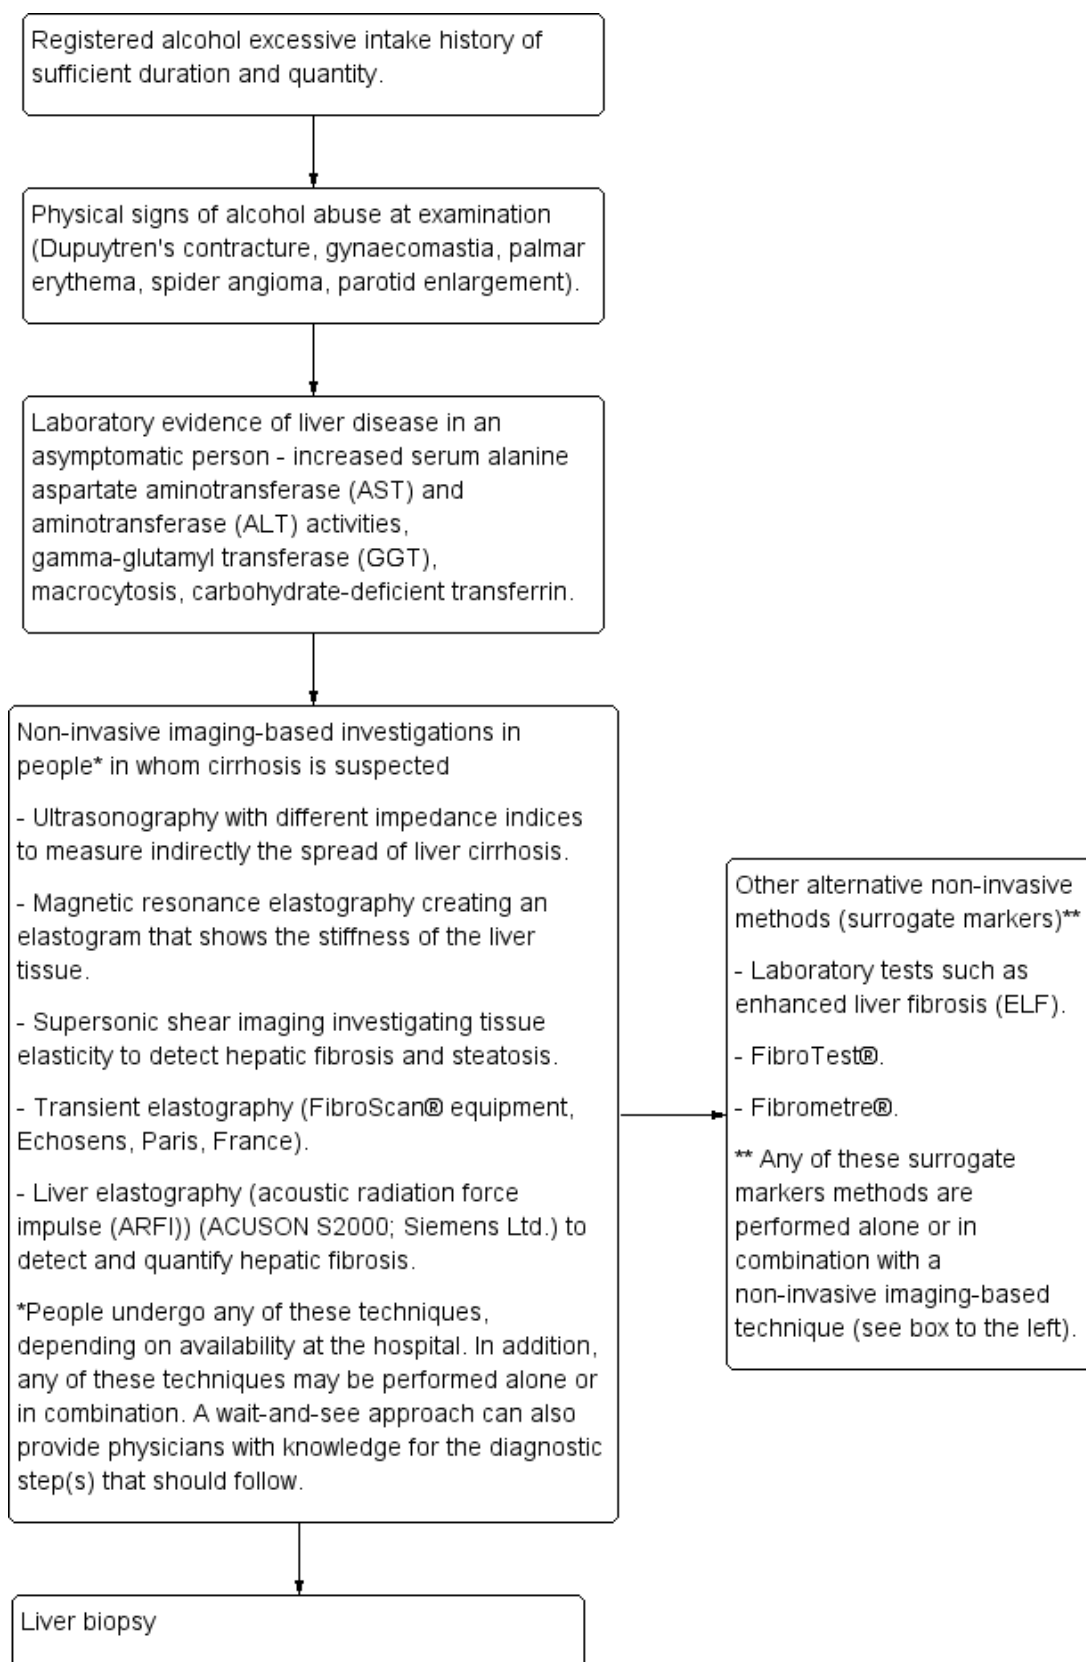 Registered alcohol excessive intake history of
sufficient duration and quantity.
Physical signs of alcohol abuse at examination
(Dupuytren's contracture, gynaecomastia, palmar
erythema, spider angioma, parotid enlargement).
Laboratory evidence of liver disease in an
asymptomatic person - increased serum alanine
aspartate aminotransferase (AST) and
aminotransferase (ALT) activities,
gamma-glutamyl transferase (GGT),
macrocytosis, carbohydrate-deficient transferrin.
Non-invasive imaging-based investigations in
people* in whom cirrhosis is suspected
- Ultrasonography with different impedance indices
to measure indirectly the spread of liver cirrhosis.
- Magnetic resonance elastography creating an
elastogram that shows the stiffness of the liver
tissue.
- Supersonic shear imaging investigating tissue
elasticity to detect hepatic fibrosis and steatosis.
- Transient elastography (FibroScan® equipment,
Echosens, Paris, France).
- Liver elastography (acoustic radiation force
impulse (ARFI)) (ACUSON S2000; Siemens Ltd.) to
detect and quantify hepatic fibrosis.
*People undergo any of these techniques,
depending on availability at the hospital. In addition,
any of these techniques may be performed alone or
in combination. A wait-and-see approach can also
provide physicians with knowledge for the diagnostic
step(s) that should follow.
Other alternative non-invasive
methods (surrogate markers)**
- Laboratory tests such as
enhanced liver fibrosis (ELF).
- FibroTest®.
- Fibrometre®.
** Any of these surrogate
markers methods are
performed alone or in
combination with a
non-invasive imaging-based
technique (see box to the left).
Liver biopsy